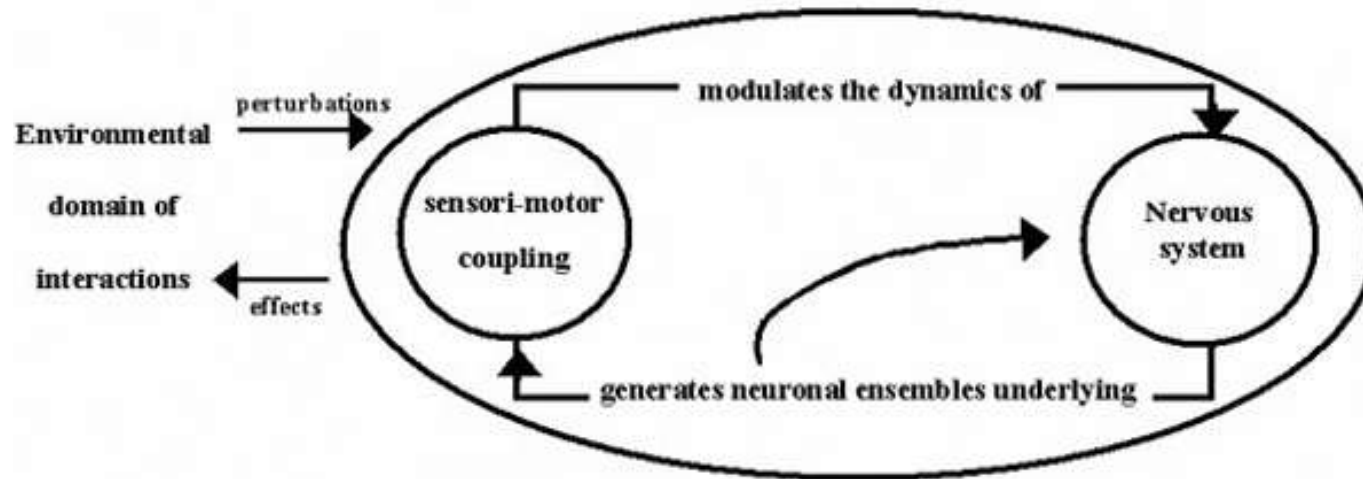 perturbations
Environmental
domain of
interactions
effects
modulates the dynamics of
sensori-motor
coupling
Nervous
system
generates neuronal ensembles underlying